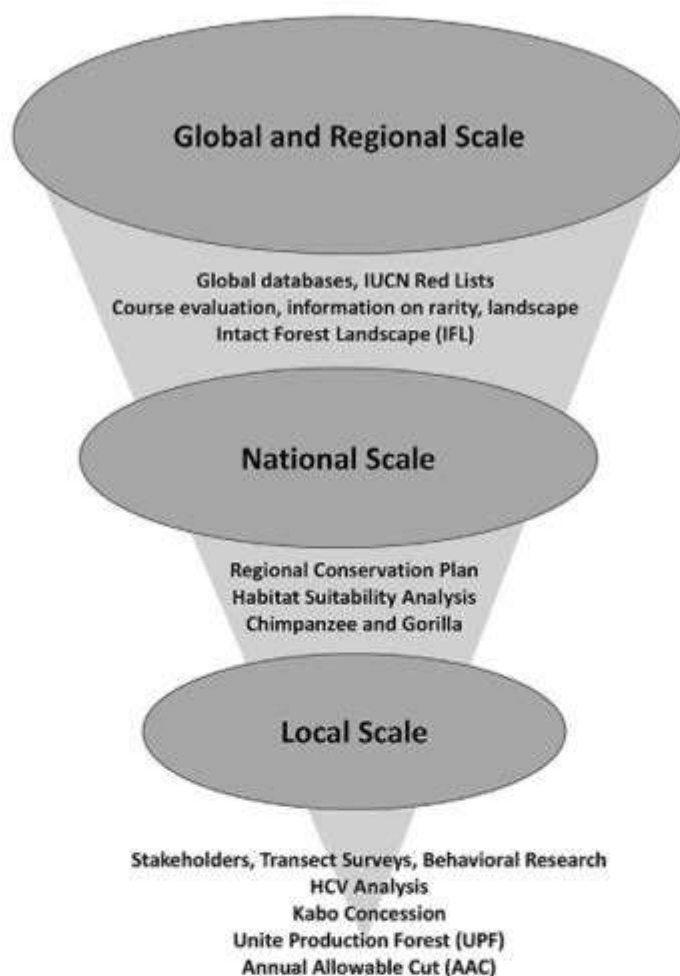 Global and Regional Scale
Global databases, IUCN Red Lists
Course evaluation, information on rarity, landscape
Intact Forest Landscape (IFL)
National Scale
Regional Conservation Plan
Habitat Suitability Analysis
Chimpanzee and Gorilla
Local Scale
Stakeholders, Transect Surveys, Behavioral Research
HCV Analysis
Kabo Concession
Unite Production Forest (UPF)
Annual Allowable Cut (AAC)